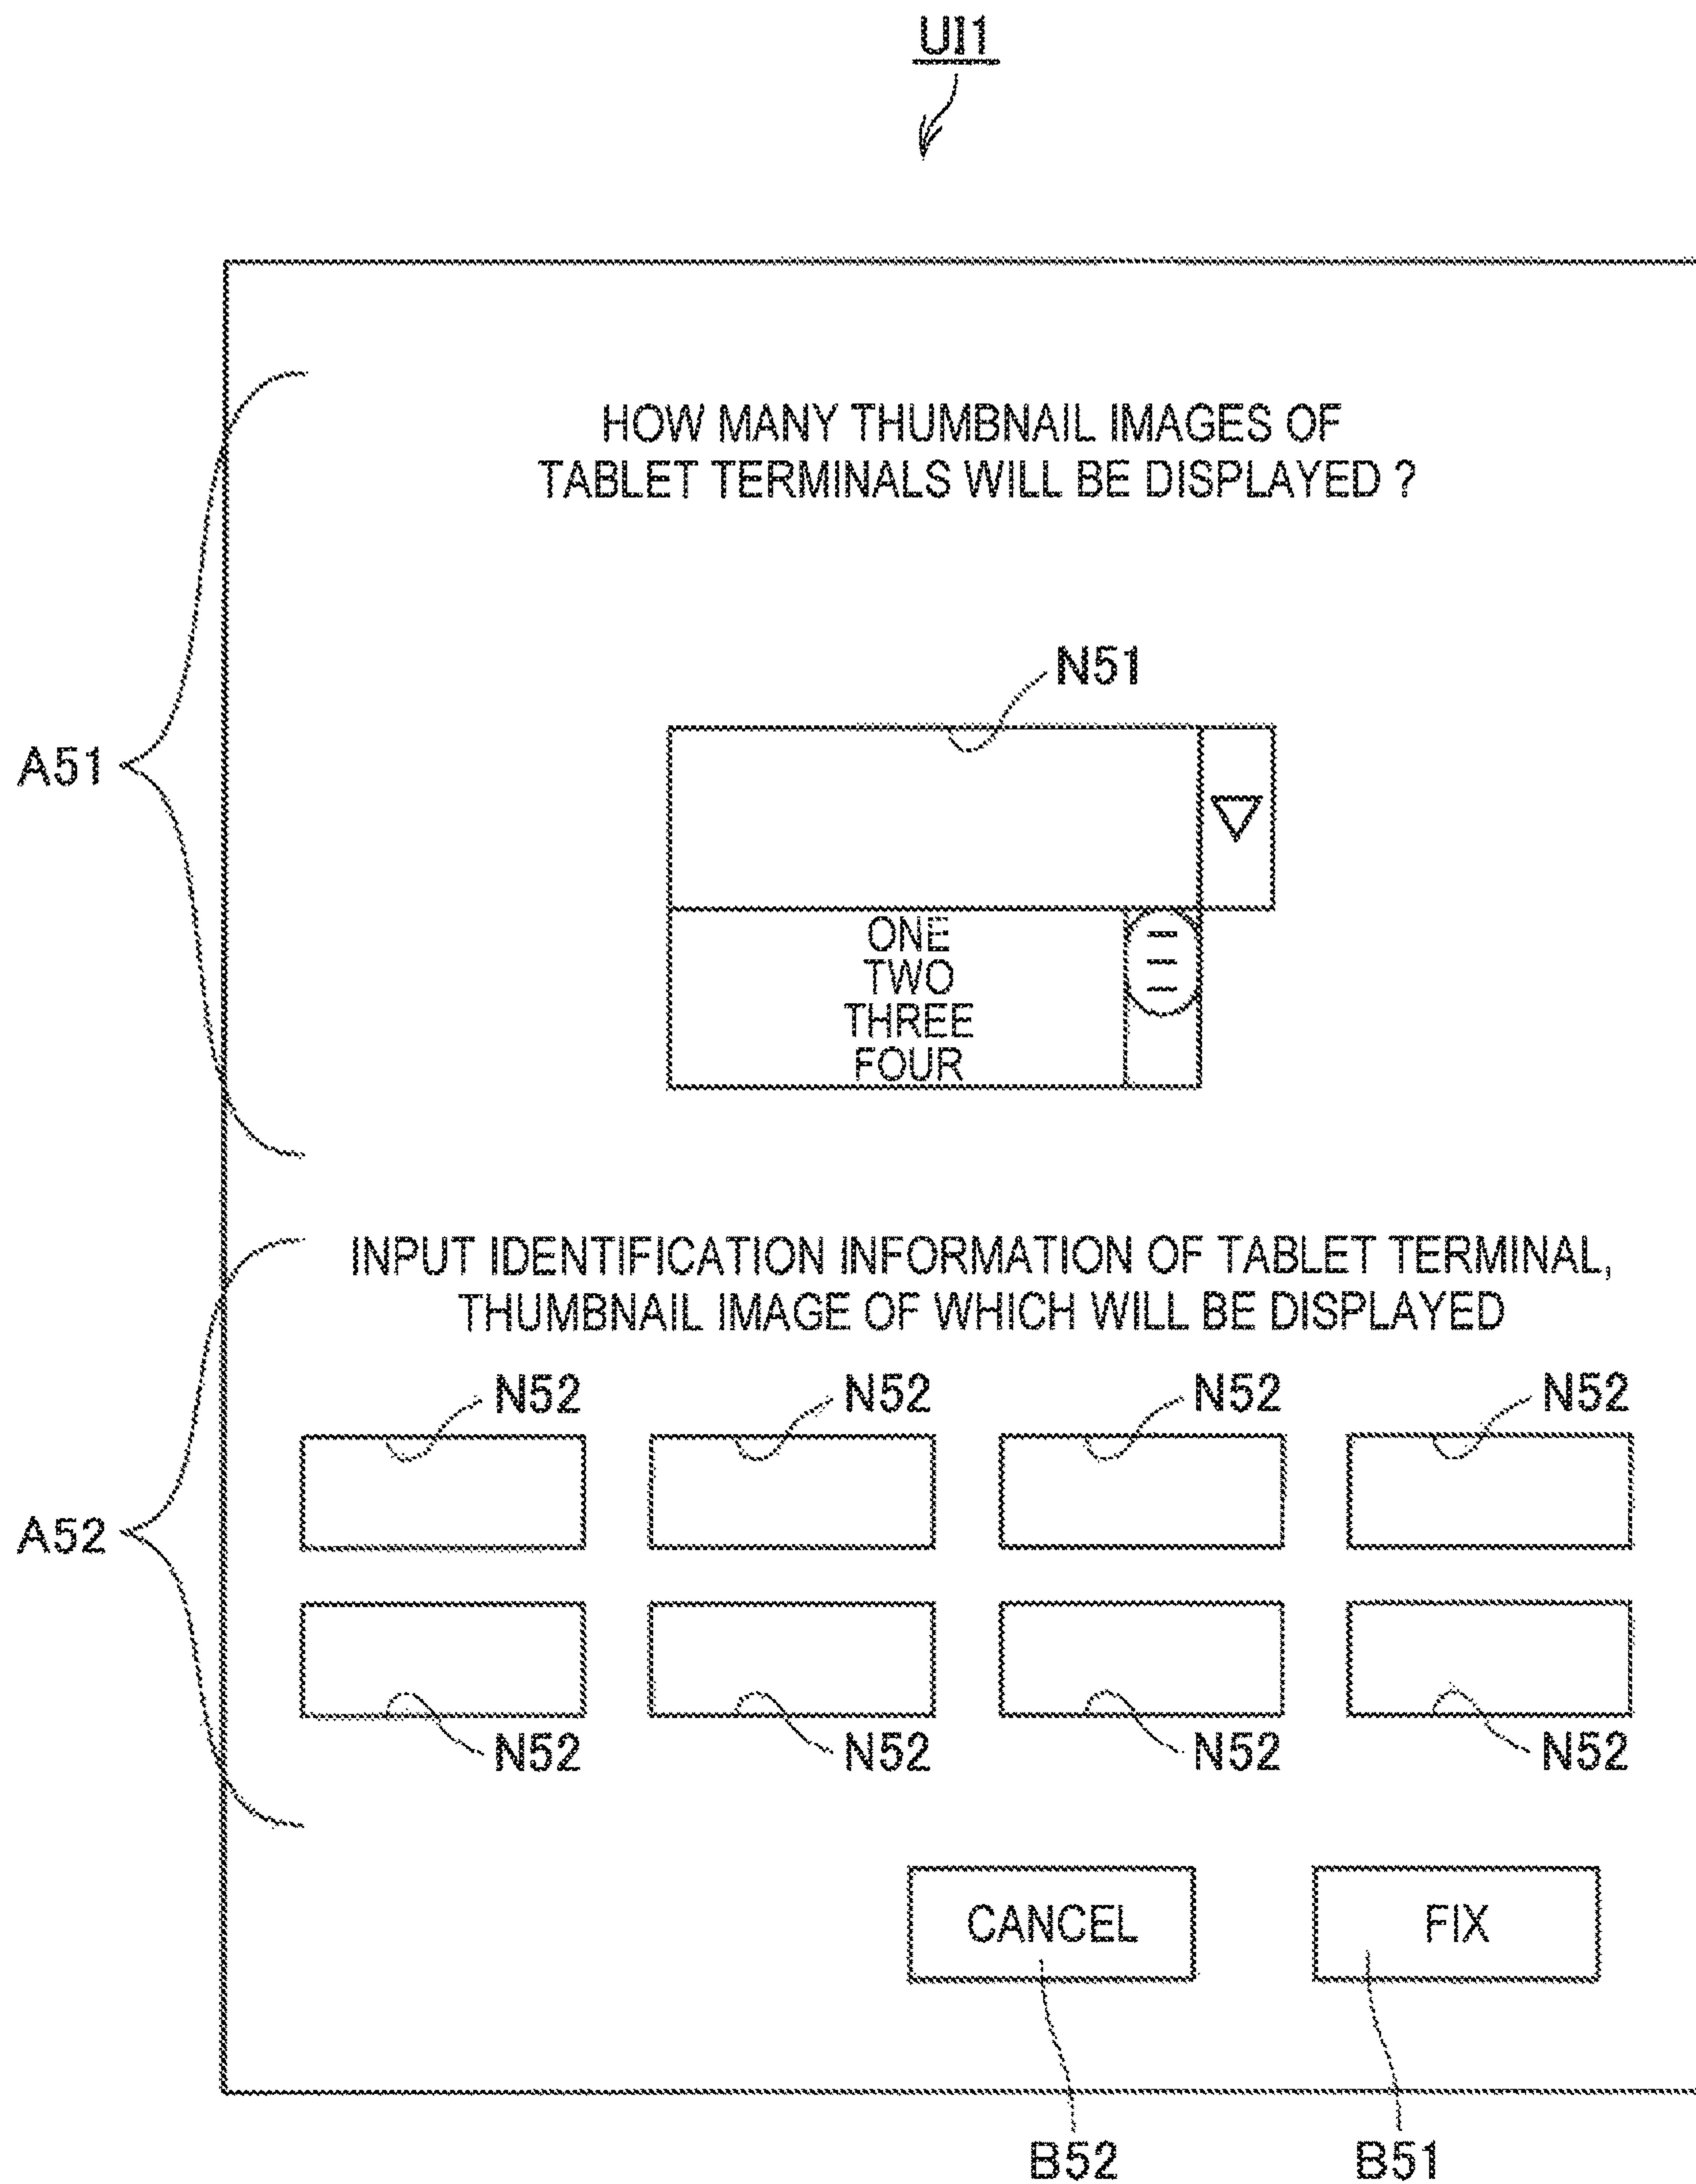 UI1
HOW MANY THUMBNAIL IMAGES OF
TABLET TERMINALS WILL BE DISPLAYED ?
N51
A51
ONE
TWO
THREE
FOUR
INPUT IDENTIFICATION INFORMATION OF TABLET TERMINAL,
THUMBNAIL IMAGE OF WHICH WILL BE DISPLAYED
N52 N52 N52 N52
A52
N52 N52 N52 N52
CANCEL FIX
B52 B51